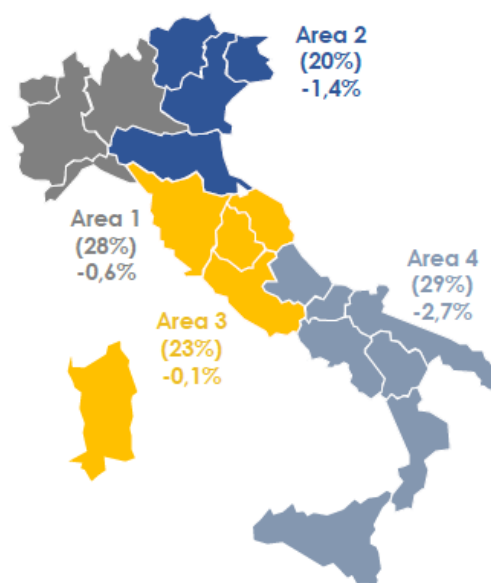 Area 2
(20%)
-1,4%
Area 1
(28%)
-0,6%
Area 4
(29%)
-2,7%
Area 3
(23%)
-0,1%